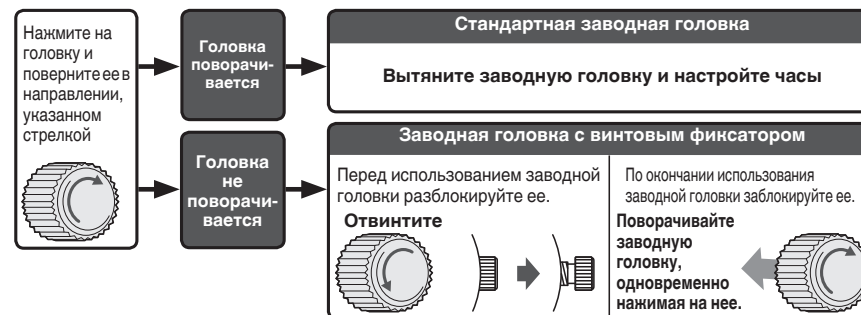 Нажмите на
головку и
поверните ее в
направлении,
указанном
стрелкой
Головка
поворачи-
вается
Стандартная заводная головка
Вытяните заводную головку и настройте часы
Головка
не
поворачи-
вается
Заводная головка с винтовым фиксатором
Перед использованием заводной
головки разблокируйте ее.
Отвинтите
По окончании использования
заводной головки заблокируйте ее.
Поворачивайте
заводную
головку,
одновременно
нажимая на нее.